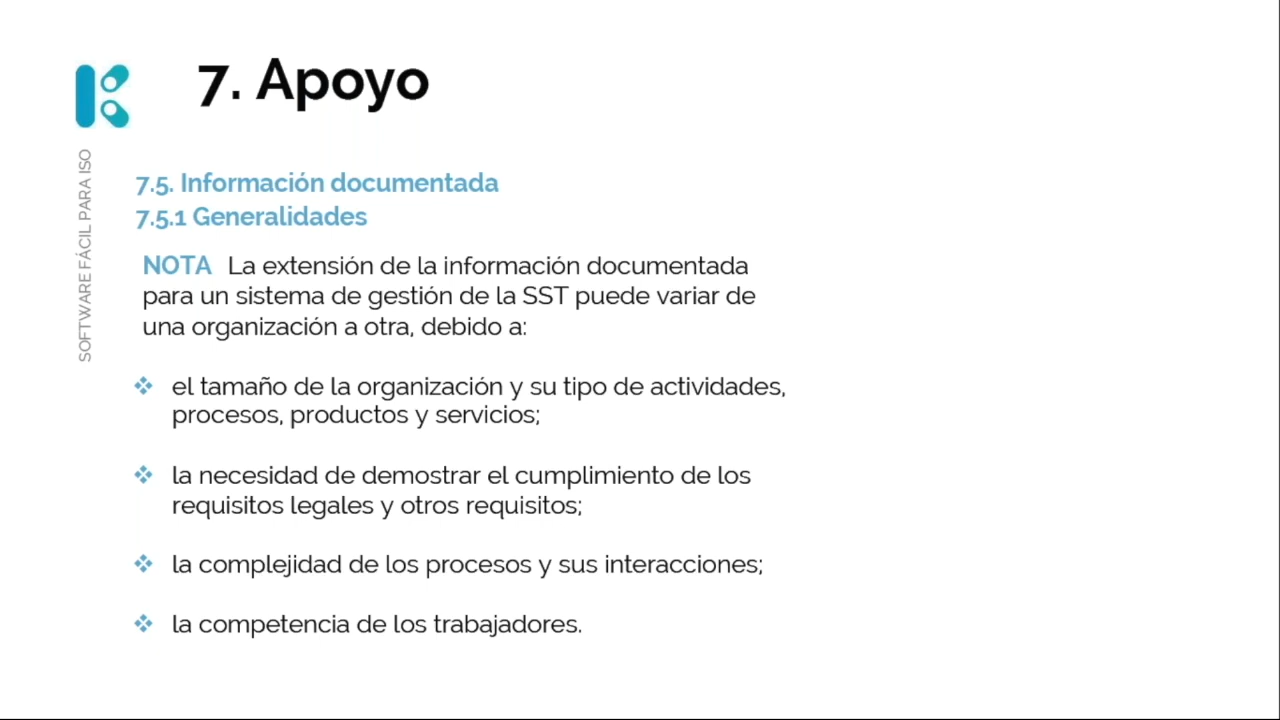 7. Apoyo
SOFTWARE FÁCIL PARA ISO
7.5. Información documentada
7.5.1 Generalidades
NOTA La extensión de la información documentada
para un sistema de gestión de la SST puede variar de
una organización a otra, debido a:
el tamaño de la organización y su tipo de actividades,
procesos, productos y servicios;
la necesidad de demostrar el cumplimiento de los
requisitos legales y otros requisitos;
la complejidad de los procesos y sus interacciones;
la competencia de los trabajadores.